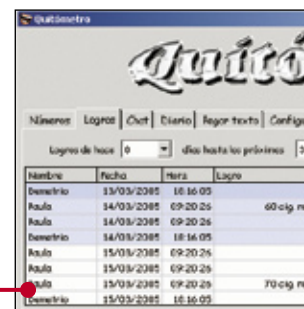 Quitómetro
Quitó
Números Logros Chat Diario Pegar texto Configu
Logros de hace 0 días hasta los próximos 3
Nombre Fecha Hora Logro
Demetrio 13/03/2005 18:16:05
Paula 14/03/2005 09:20:26 60 cig. n
Paula 14/03/2005 09:20:26
Demetrio 14/03/2005 18:16:05
Paula 15/03/2005 09:20:26
Paula 15/03/2005 09:20:26
Paula 15/03/2005 09:20:26 70 cig. n
Demetrio 15/03/2005 18:16:05